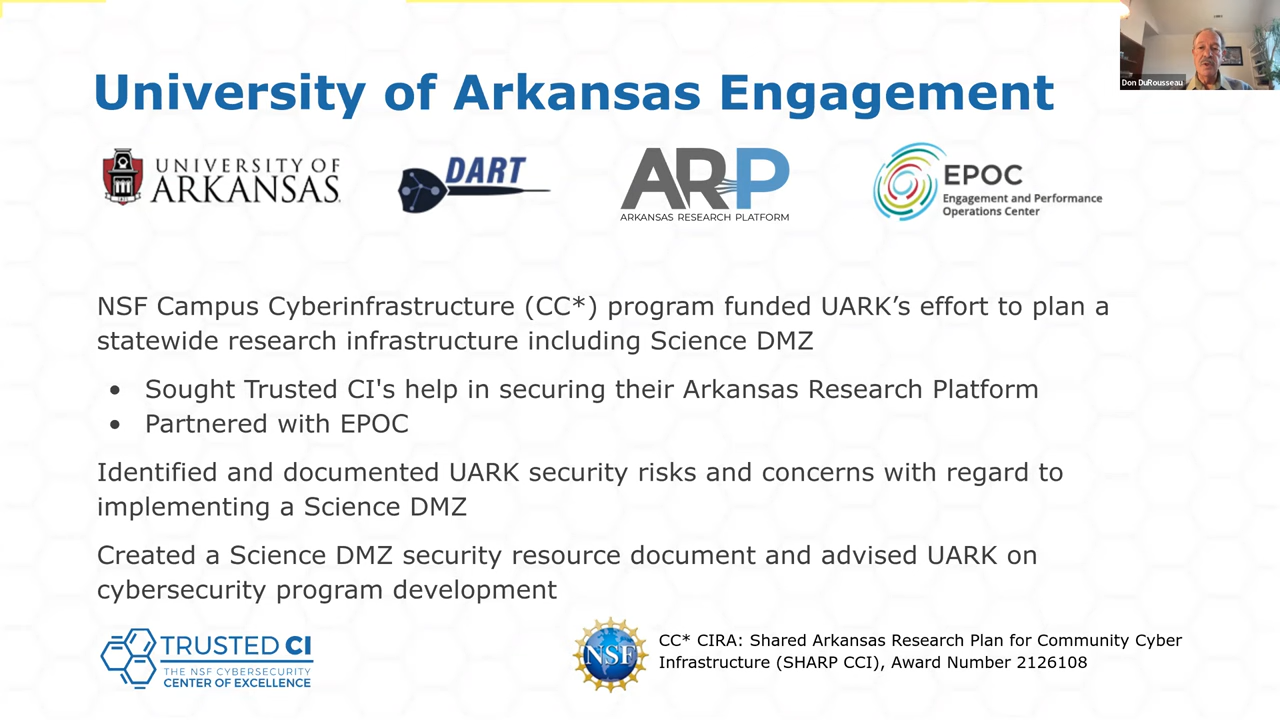 Don DuRousseau
University of Arkansas Engagement
UNIVERSITY OF
ARKANSAS.
DART
ARP
ARKANSAS RESEARCH PLATFORM
EPOC
Engagement and Performance
Operations Center
NSF Campus Cyberinfrastructure (CC*) program funded UARK’s effort to plan a
statewide research infrastructure including Science DMZ
• Sought Trusted CI's help in securing their Arkansas Research Platform
• Partnered with EPOC
Identified and documented UARK security risks and concerns with regard to
implementing a Science DMZ
Created a Science DMZ security resource document and advised UARK on
cybersecurity program development
TRUSTED CI
THE NSF CYBERSECURITY
CENTER OF EXCELLENCE
NSF
CC* CIRA: Shared Arkansas Research Plan for Community Cyber
Infrastructure (SHARP CCI), Award Number 2126108